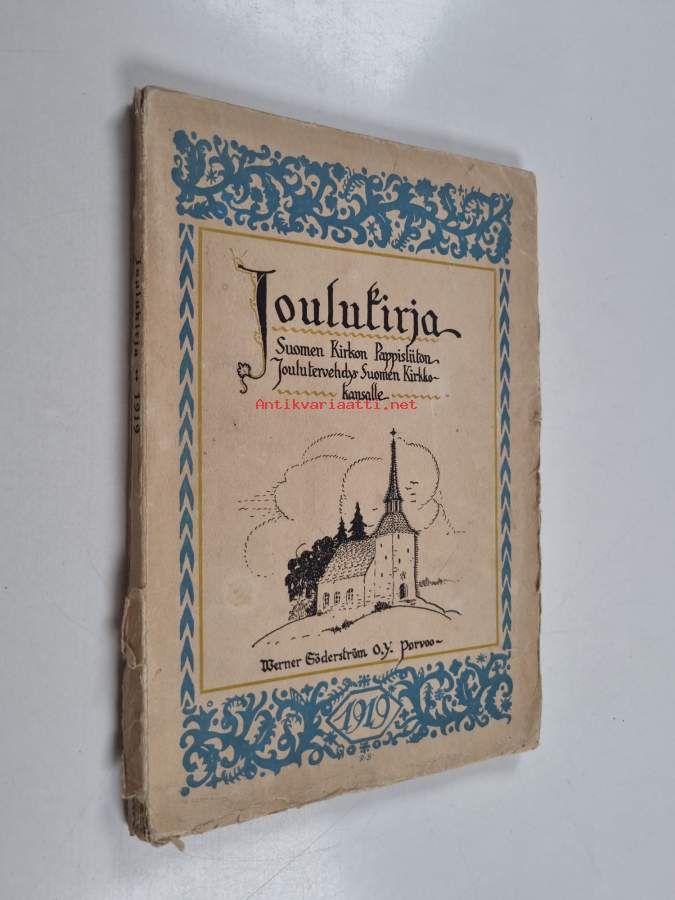 Joulukirja
Suomen Kirkon Pappisliiton
Joulutervehdys Suomen Kirkko-
kansalle
Antikvariaatti.net
Werner Söderström O.Y. Porvoo
1919
Joulukirja 1919